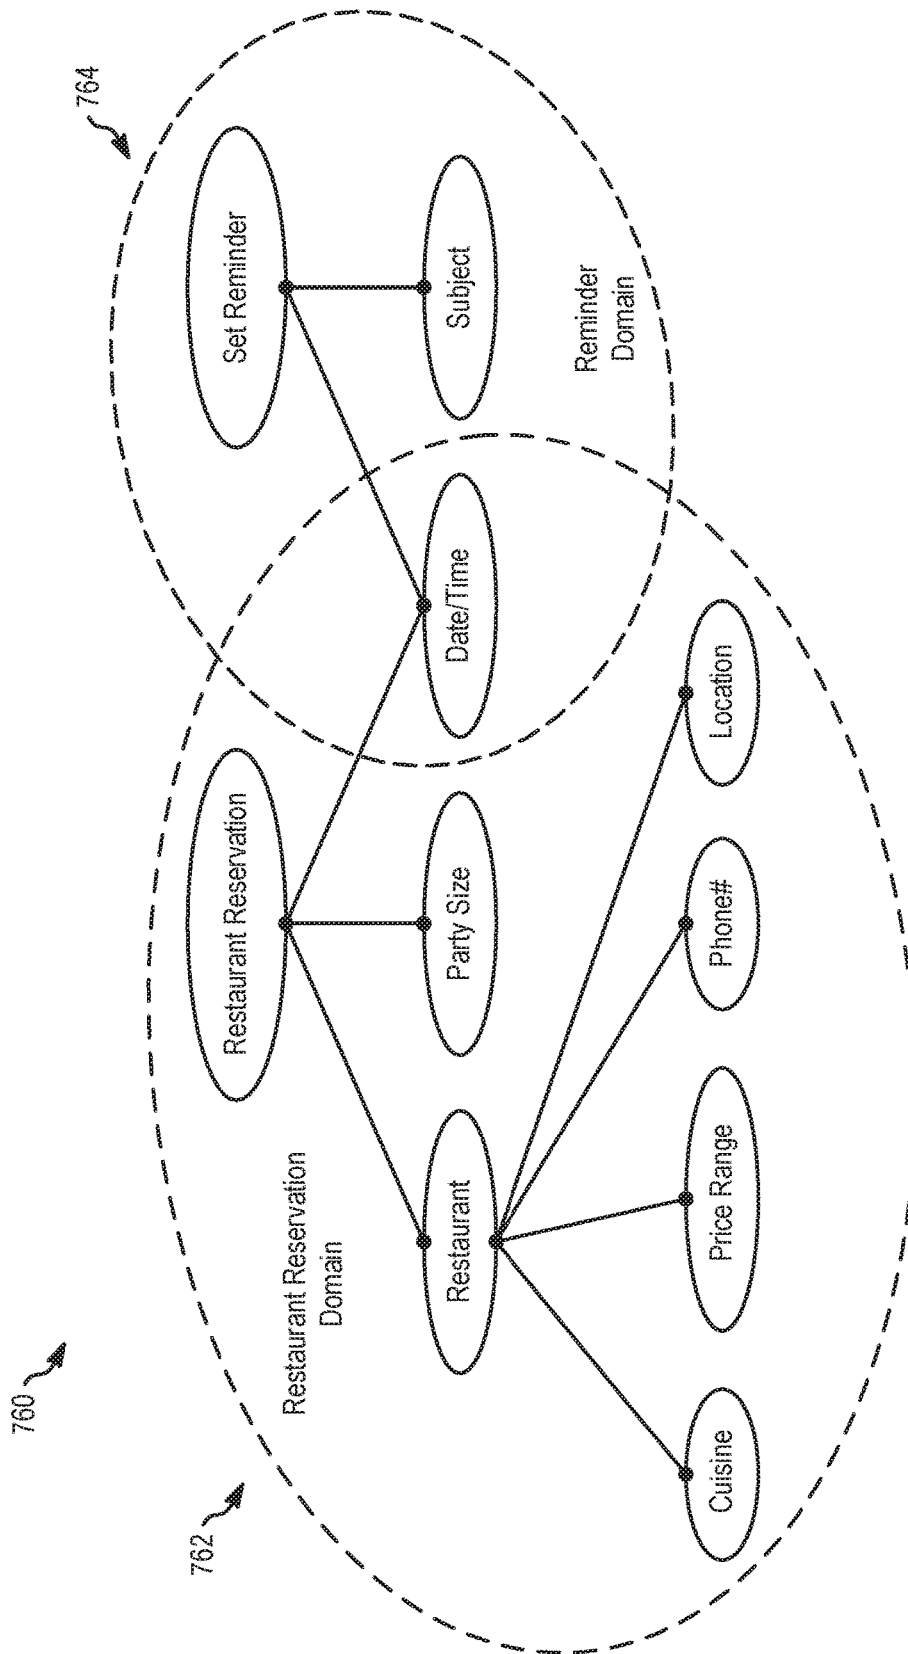 760
762
764
Restaurant Reservation
Set Reminder
Restaurant Reservation
Domain
Restaurant
Party Size
Date/Time
Subject
Reminder
Domain
Cuisine
Price Range
Phone#
Location